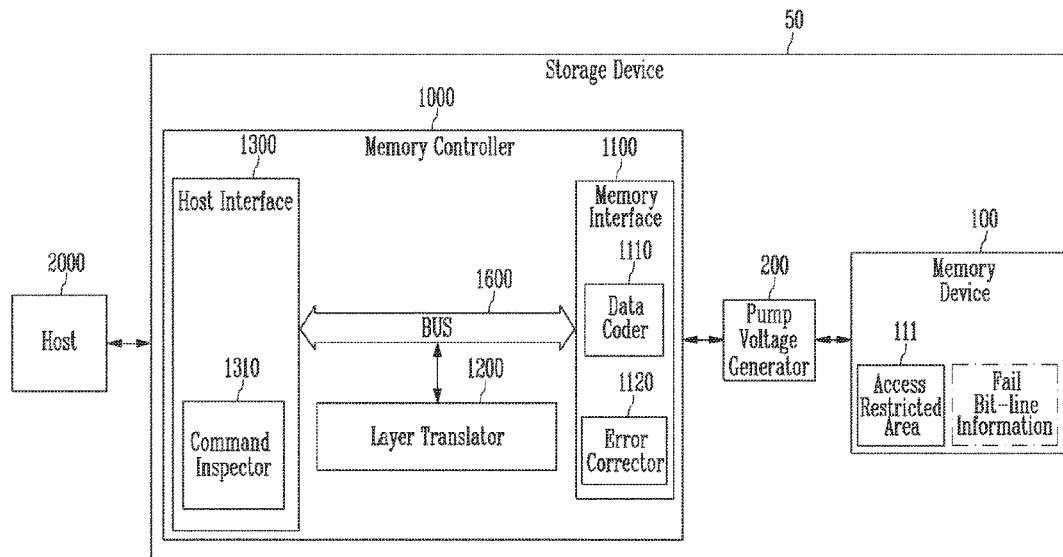 50
Storage Device
1000
Memory Controller
1300
Host Interface
1100
Memory
Interface
1110
Data
Coder
100
Memory
Device
2000
Host
1600
BUS
200
Pump
Voltage
Generator
111
Access
Restricted
Area
Fail
Bit-line
Information
1310
Command
Inspector
1200
Layer Translator
1120
Error
Corrector